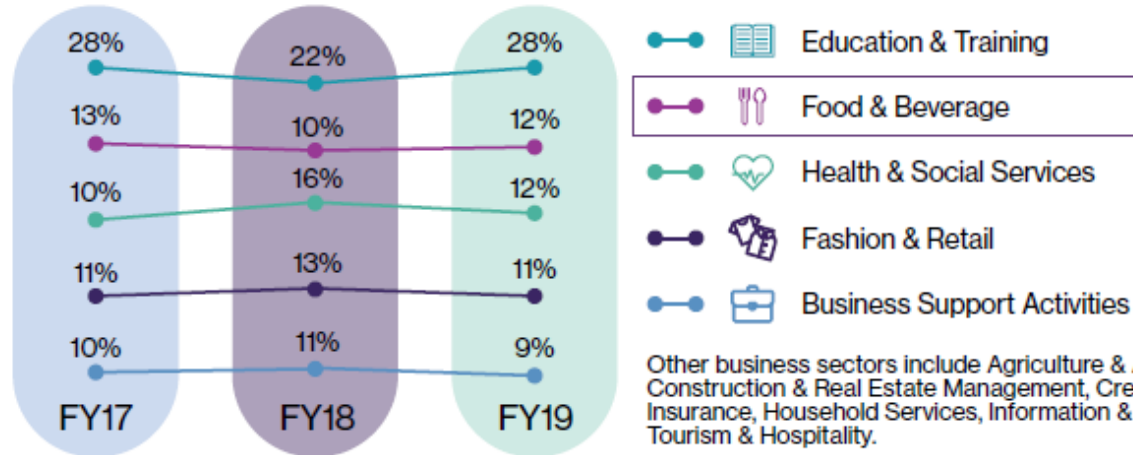 28%
22%
28%
13%
10%
12%
10%
16%
12%
11%
13%
11%
10%
11%
9%
FY17
FY18
FY19
Education & Training
Food & Beverage
Health & Social Services
Fashion & Retail
Business Support Activities
Other business sectors include Agriculture &
Construction & Real Estate Management,
Insurance, Household Services, Information &
Tourism & Hospitality.